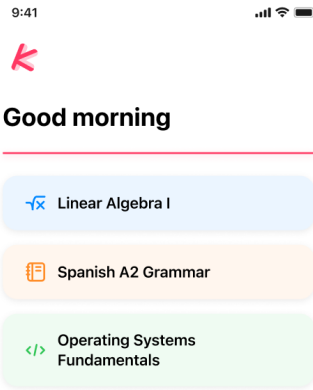 9:41
Good morning
Linear Algebra I
Spanish A2 Grammar
</> Operating Systems
Fundamentals